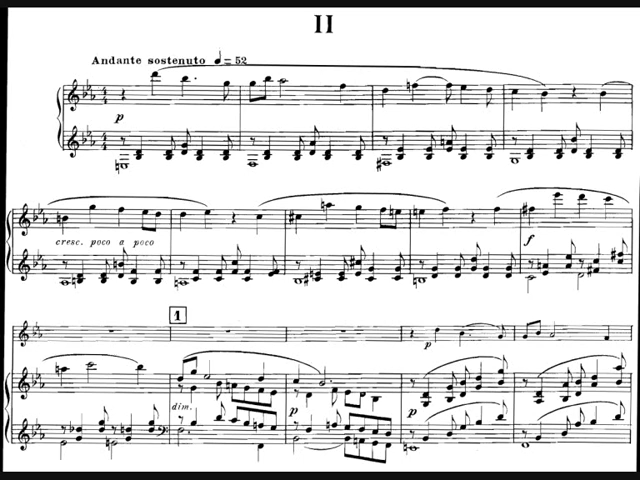 II
Andante sostenuto ♩=52
p
cresc. poco a poco
f
1
p
dim.
p
p